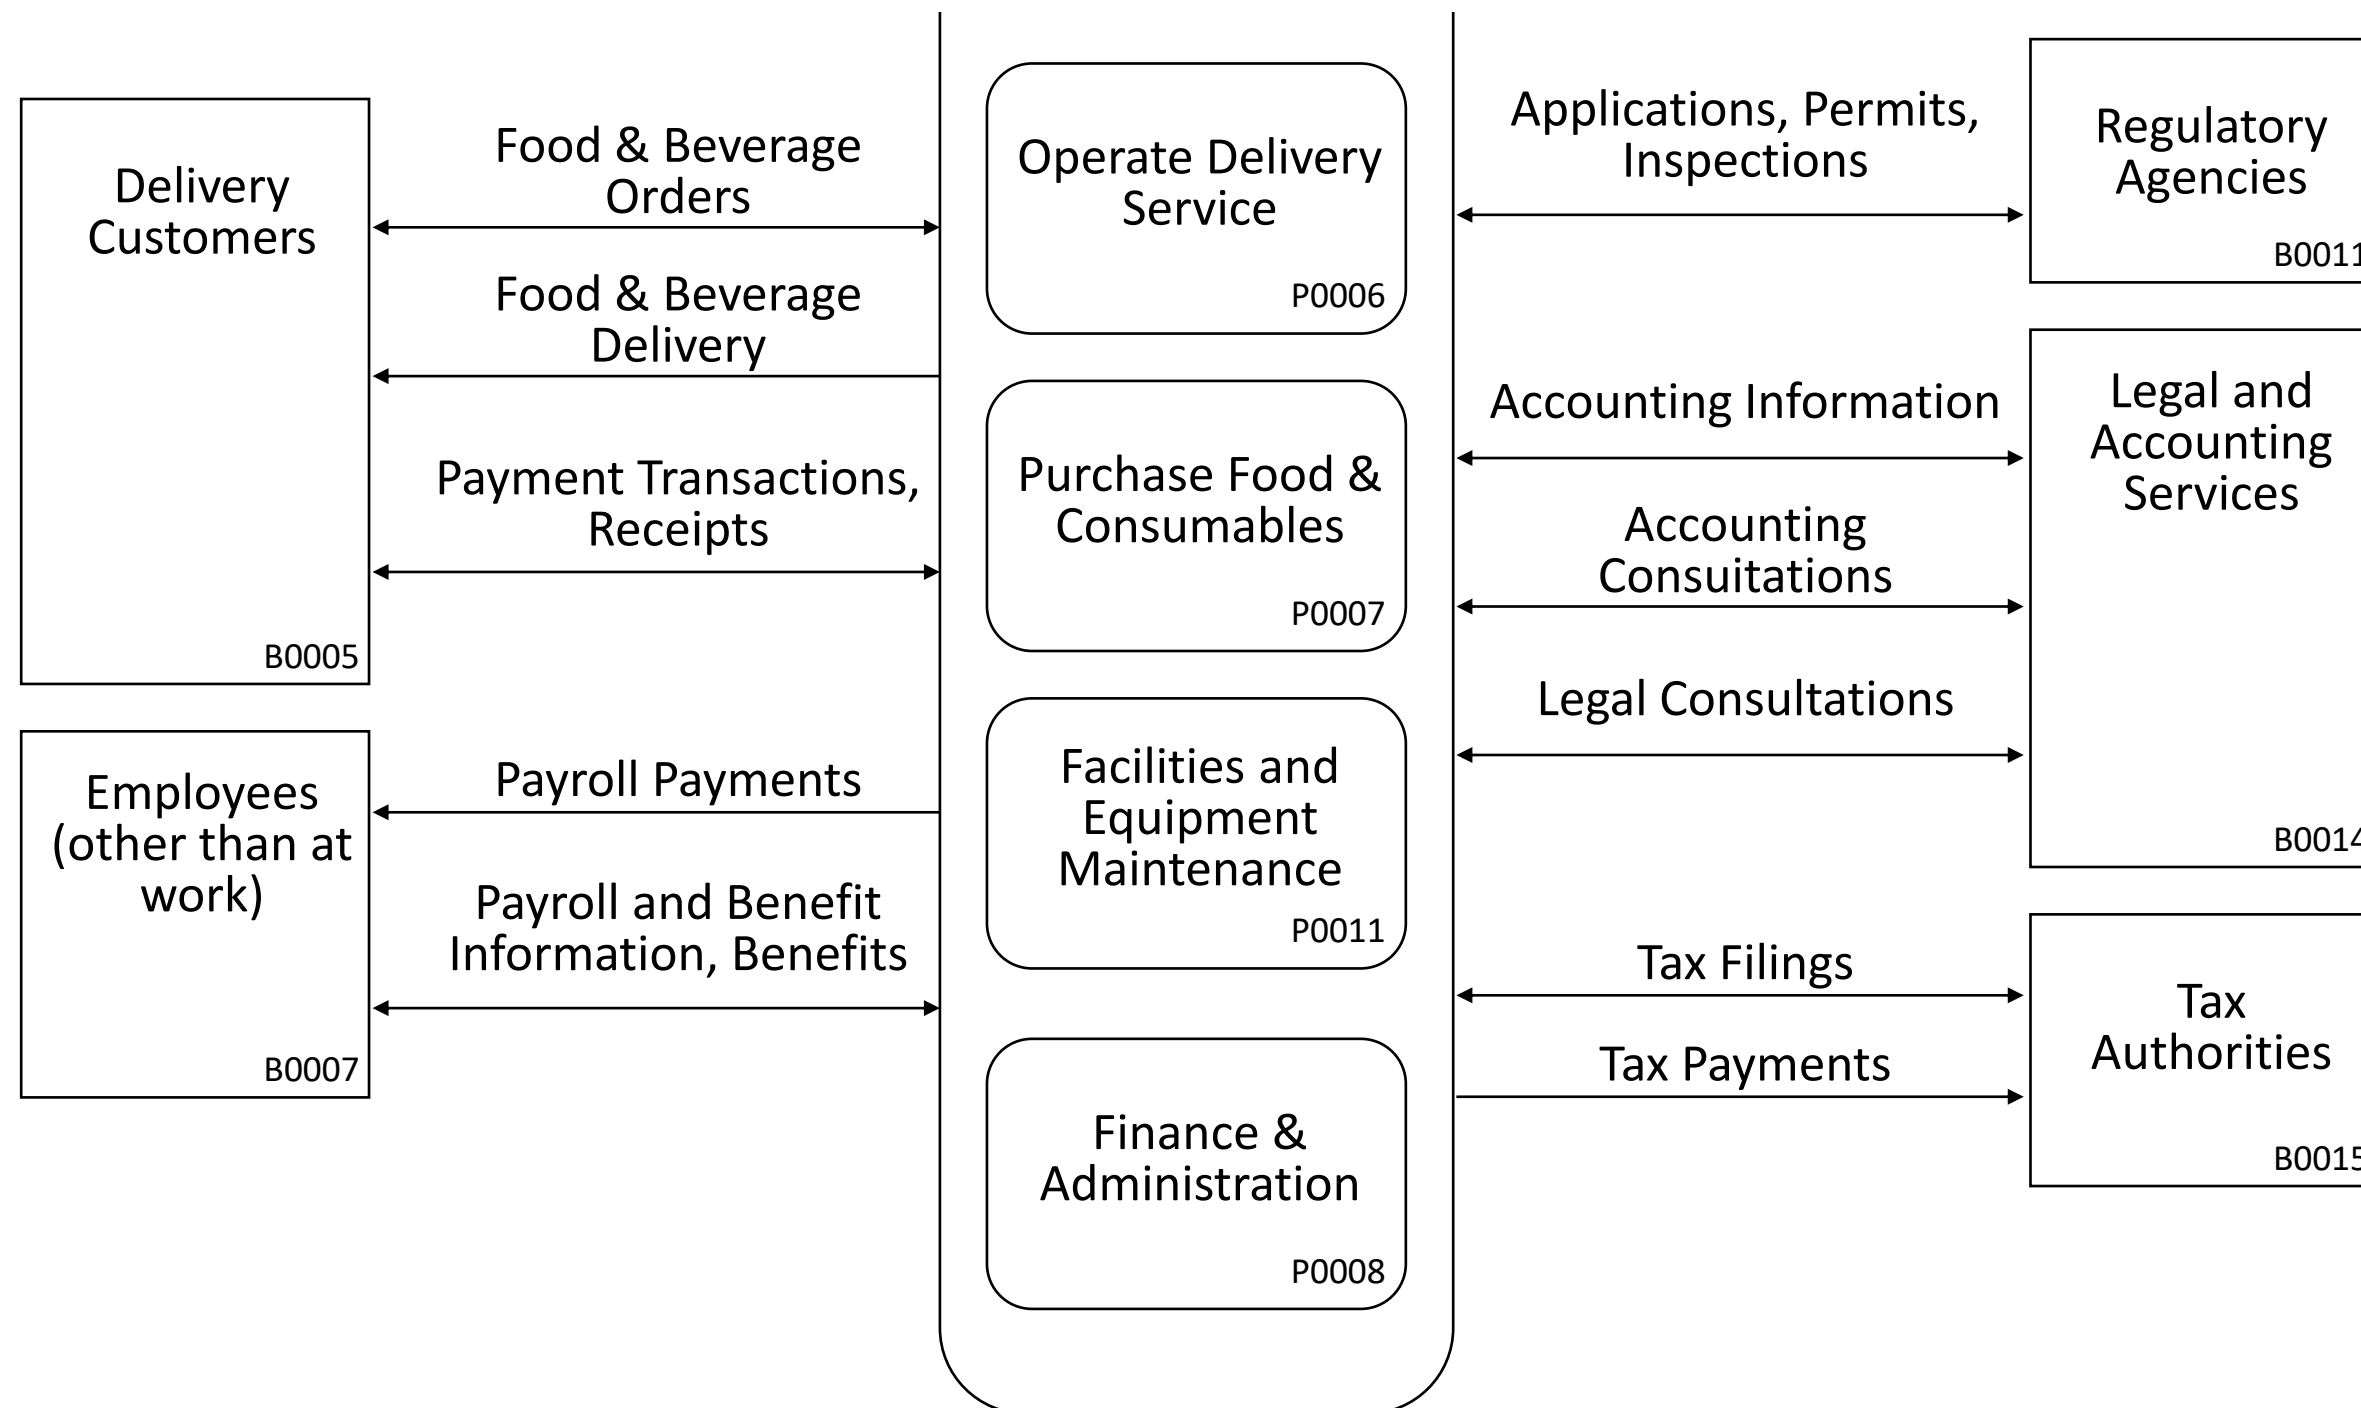 Delivery
Customers
B0005
Food & Beverage
Orders
Food & Beverage
Delivery
Payment Transactions,
Receipts
Employees
(other than at
work)
B0007
Payroll Payments
Payroll and Benefit
Information, Benefits
Operate Delivery
Service
P0006
Purchase Food &
Consumables
P0007
Facilities and
Equipment
Maintenance
P0011
Finance &
Administration
P0008
Applications, Permits,
Inspections
Regulatory
Agencies
B0011
Accounting Information
Accounting
Consuitations
Legal Consultations
Legal and
Accounting
Services
B0014
Tax Filings
Tax Payments
Tax
Authorities
B0015